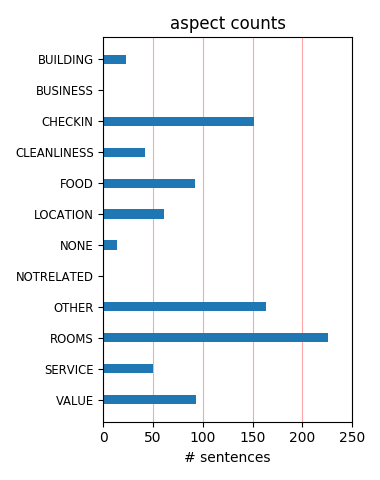 aspect counts
BUILDING
BUSINESS
CHECKIN
CLEANLINESS
FOOD
LOCATION
NONE
NOTRELATED
OTHER
ROOMS
SERVICE
VALUE
0 50 100 150 200 250
# sentences